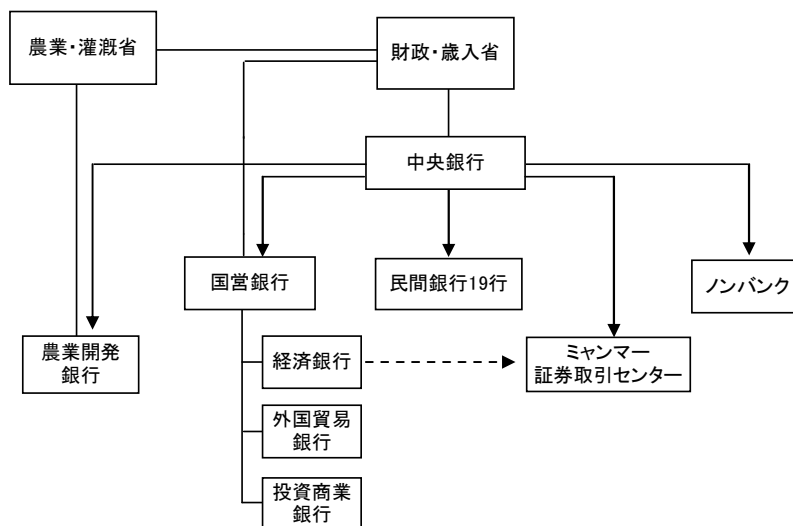 農業・灌漑省
財政・歳入省
中央銀行
国営銀行
民間銀行19行
ノンバンク
農業開発
銀行
経済銀行
ミャンマー
証券取引センター
外国貿易
銀行
投資商業
銀行